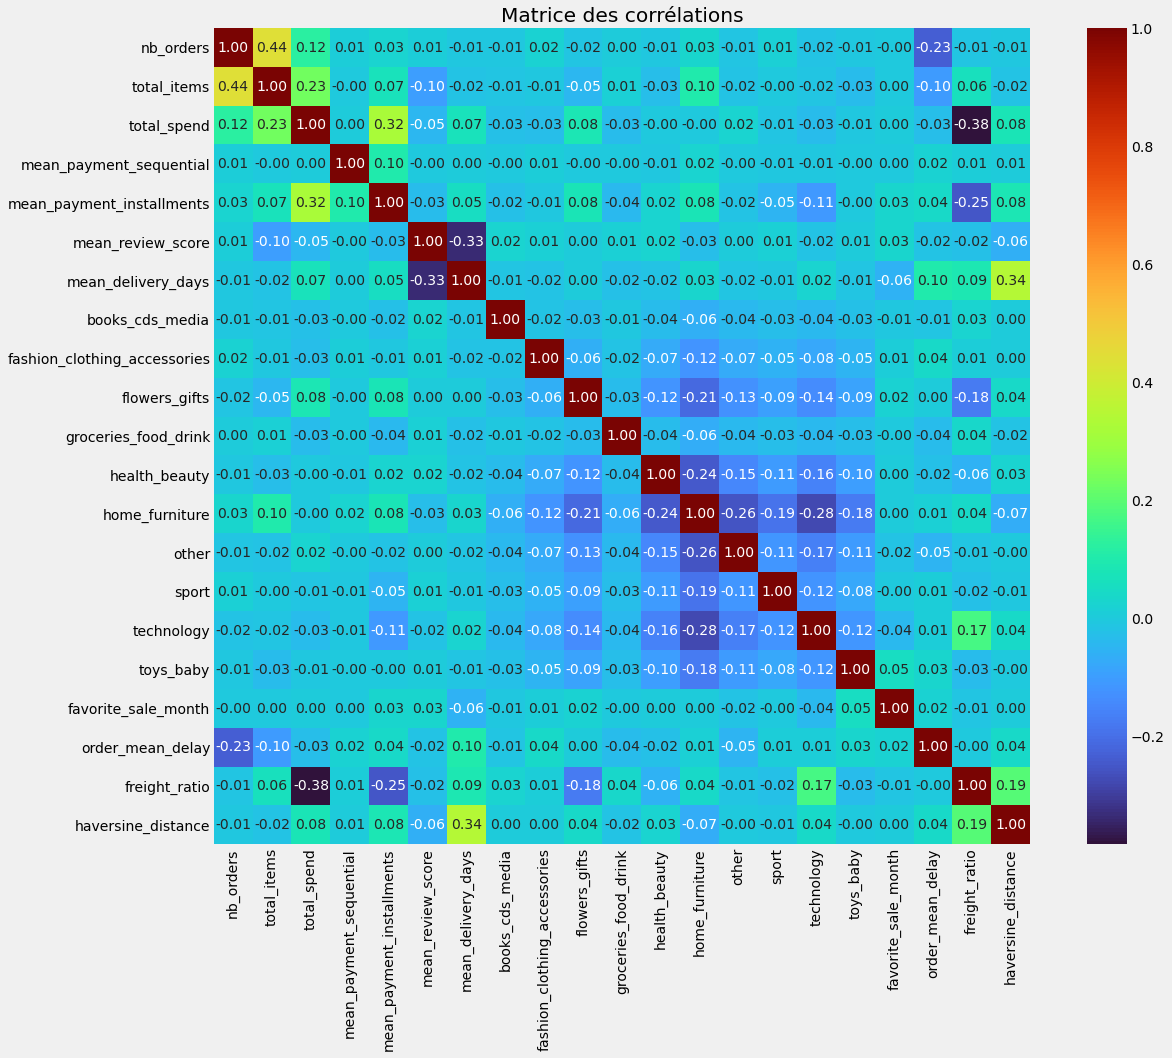 Matrice des corrélations
nb_orders 1.00 0.44 0.12 0.01 0.03 0.01 -0.01 -0.01 0.02 -0.02 0.00 -0.01 0.03 -0.01 0.01 -0.02 -0.01 -0.00 -0.23 -0.01 -0.01
total_items 0.44 1.00 0.23 -0.00 0.07 -0.10 -0.02 -0.01 -0.01 -0.05 0.01 -0.03 0.10 -0.02 -0.00 -0.02 -0.03 0.00 -0.10 0.06 -0.02
total_spend 0.12 0.23 1.00 0.00 0.32 -0.05 0.07 -0.03 -0.03 0.08 -0.03 -0.00 -0.00 0.02 -0.01 -0.03 -0.01 0.00 -0.03 -0.38 0.08
mean_payment_sequential 0.01 -0.00 0.00 1.00 0.10 -0.00 0.00 -0.00 0.01 -0.00 -0.00 -0.01 0.02 -0.00 -0.01 -0.01 -0.00 0.00 0.02 0.01 0.01
mean_payment_installments 0.03 0.07 0.32 0.10 1.00 -0.03 0.05 -0.02 -0.01 0.08 -0.04 0.02 0.08 -0.02 -0.05 -0.11 -0.00 0.03 0.04 -0.25 0.08
mean_review_score 0.01 -0.10 -0.05 -0.00 -0.03 1.00 -0.33 0.02 0.01 0.00 0.01 0.02 -0.03 0.00 0.01 -0.02 0.01 0.03 -0.02 -0.02 -0.06
mean_delivery_days -0.01 -0.02 0.07 0.00 0.05 -0.33 1.00 -0.01 -0.02 0.00 -0.02 -0.02 0.03 -0.02 -0.01 0.02 -0.01 -0.06 0.10 0.09 0.34
books_cds_media -0.01 -0.01 -0.03 -0.00 -0.02 0.02 -0.01 1.00 -0.02 -0.03 -0.01 -0.04 -0.06 -0.04 -0.03 -0.04 -0.03 -0.01 -0.01 0.03 0.00
fashion_clothing_accessories 0.02 -0.01 -0.03 0.01 -0.01 0.01 -0.02 -0.02 1.00 -0.06 -0.02 -0.07 -0.12 -0.07 -0.05 -0.08 -0.05 0.01 0.04 0.01 0.00
flowers_gifts -0.02 -0.05 0.08 -0.00 0.08 0.00 0.00 -0.03 -0.06 1.00 -0.03 -0.12 -0.21 -0.13 -0.09 -0.14 -0.09 0.02 0.00 -0.18 0.04
groceries_food_drink 0.00 0.01 -0.03 -0.00 -0.04 0.01 -0.02 -0.01 -0.02 -0.03 1.00 -0.04 -0.06 -0.04 -0.03 -0.04 -0.03 -0.00 -0.04 0.04 -0.02
health_beauty -0.01 -0.03 -0.00 -0.01 0.02 0.02 -0.02 -0.04 -0.07 -0.12 -0.04 1.00 -0.24 -0.15 -0.11 -0.16 -0.10 0.00 -0.02 -0.06 0.03
home_furniture 0.03 0.10 -0.00 0.02 0.08 -0.03 0.03 -0.06 -0.12 -0.21 -0.06 -0.24 1.00 -0.26 -0.19 -0.28 -0.18 0.00 0.01 0.04 -0.07
other -0.01 -0.02 0.02 -0.00 -0.02 0.00 -0.02 -0.04 -0.07 -0.13 -0.04 -0.15 -0.26 1.00 -0.11 -0.17 -0.11 -0.02 -0.05 -0.01 -0.00
sport 0.01 -0.00 -0.01 -0.01 -0.05 0.01 -0.01 -0.03 -0.05 -0.09 -0.03 -0.11 -0.19 -0.11 1.00 -0.12 -0.08 -0.00 0.01 -0.02 -0.01
technology -0.02 -0.02 -0.03 -0.01 -0.11 -0.02 0.02 -0.04 -0.08 -0.14 -0.04 -0.16 -0.28 -0.17 -0.12 1.00 -0.12 -0.04 0.01 0.17 0.04
toys_baby -0.01 -0.03 -0.01 -0.00 -0.00 0.01 -0.01 -0.03 -0.05 -0.09 -0.03 -0.10 -0.18 -0.11 -0.08 -0.12 1.00 0.05 0.03 -0.03 -0.00
favorite_sale_month -0.00 0.00 0.00 0.00 0.03 0.03 -0.06 -0.01 0.01 0.02 -0.00 0.00 0.00 -0.02 -0.00 -0.04 0.05 1.00 0.02 -0.01 0.00
order_mean_delay -0.23 -0.10 -0.03 0.02 0.04 -0.02 0.10 -0.01 0.04 0.00 -0.04 -0.02 0.01 -0.05 0.01 0.01 0.03 0.02 1.00 -0.00 0.04
freight_ratio -0.01 0.06 -0.38 0.01 -0.25 -0.02 0.09 0.03 0.01 -0.18 0.04 -0.06 0.04 -0.01 -0.02 0.17 -0.03 -0.01 -0.00 1.00 0.19
haversine_distance -0.01 -0.02 0.08 0.01 0.08 -0.06 0.34 0.00 0.00 0.04 -0.02 0.03 -0.07 -0.00 -0.01 0.04 -0.00 0.00 0.04 0.19 1.00
nb_orders
total_items
total_spend
mean_payment_sequential
mean_payment_installments
mean_review_score
mean_delivery_days
books_cds_media
fashion_clothing_accessories
flowers_gifts
groceries_food_drink
health_beauty
home_furniture
other
sport
technology
toys_baby
favorite_sale_month
order_mean_delay
freight_ratio
haversine_distance
1.0
0.8
0.6
0.4
0.2
0.0
−0.2